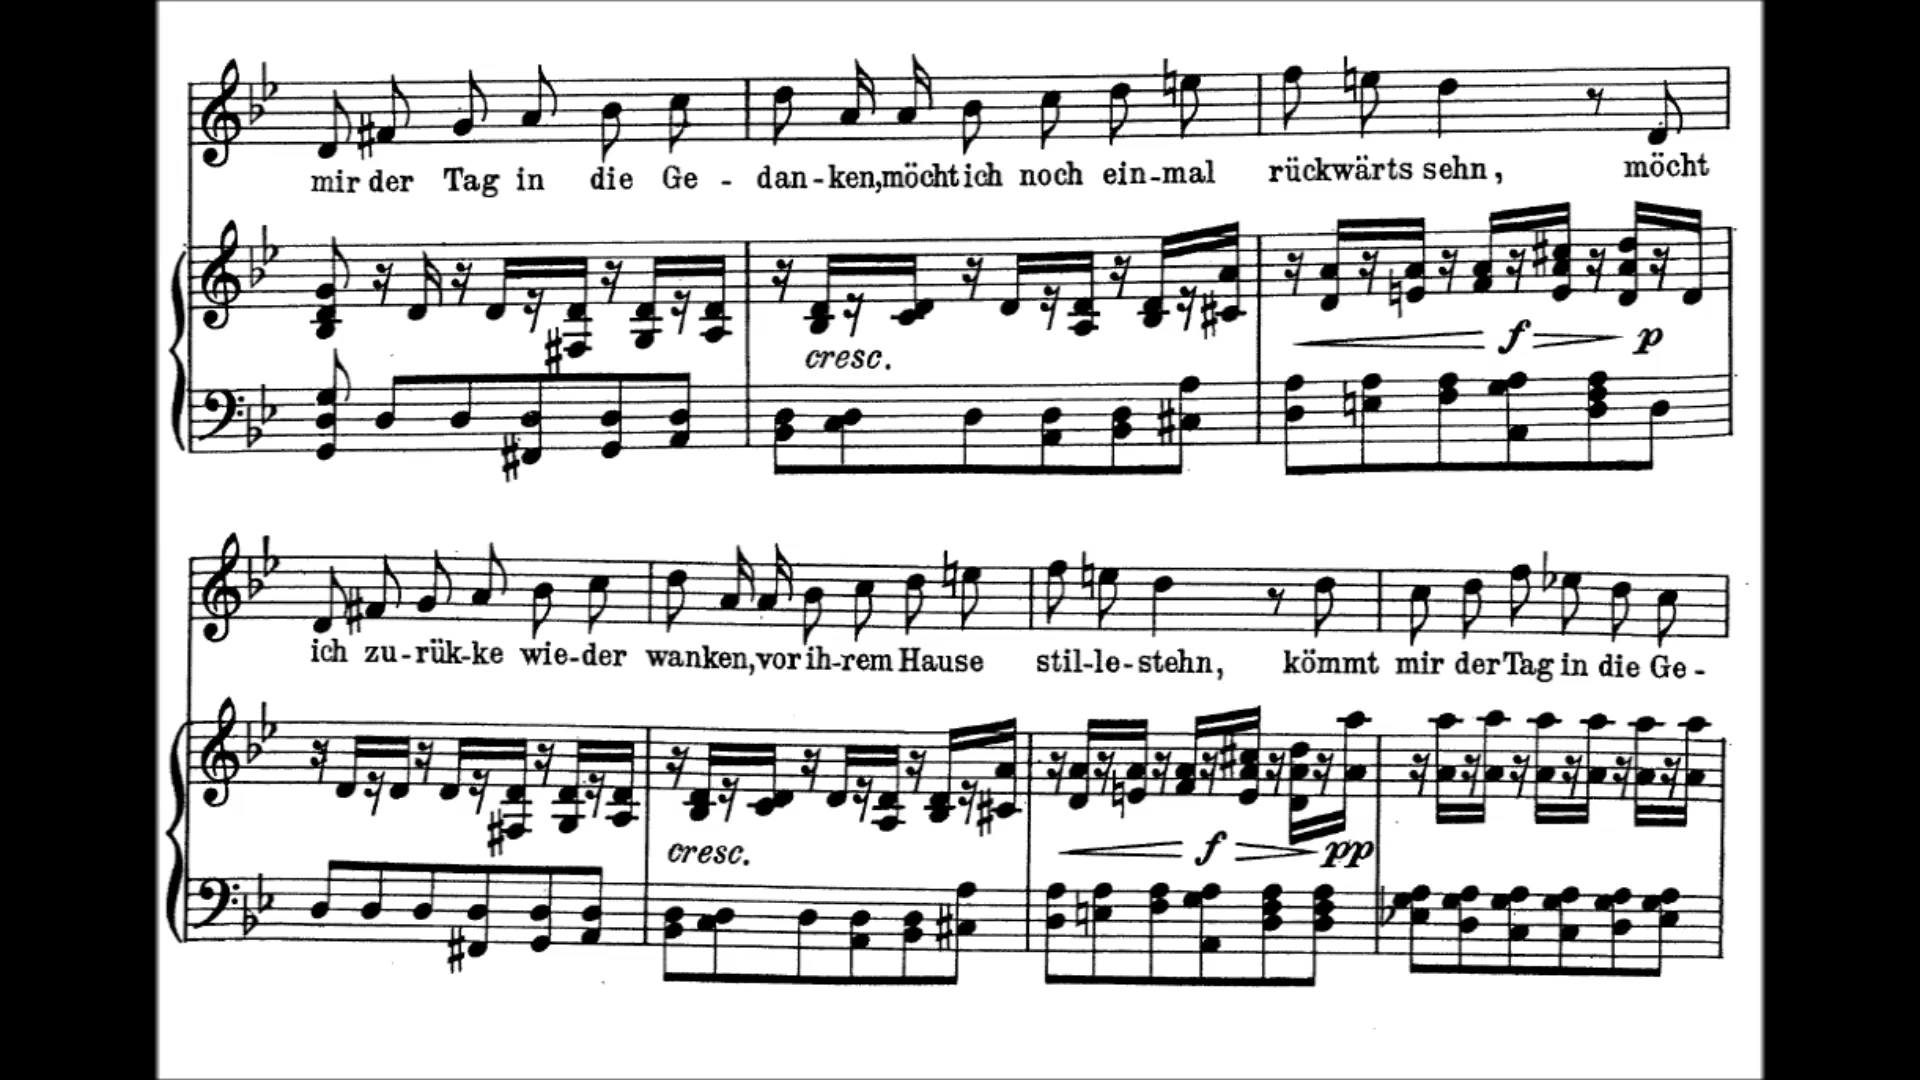 mir der Tag in die Ge - dan-ken,möcht ich noch ein-mal rückwärts sehn, möcht
cresc. f p
ich zu-rük-ke wie-der wanken,vor ih-rem Hause stil-le-stehn, kömmt mir der Tag in die Ge-
cresc. f pp